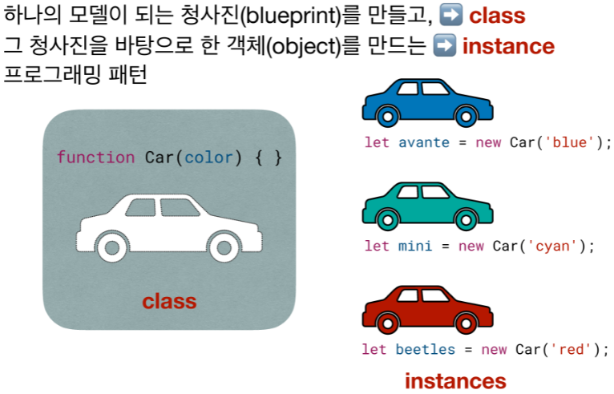 하나의 모델이 되는 청사진(blueprint)를 만들고, ➡ class
그 청사진을 바탕으로 한 객체(object)를 만드는 ➡ instance
프로그래밍 패턴
function Car(color) { }
class
let avante = new Car('blue');
let mini = new Car('cyan');
let beetles = new Car('red');
instances